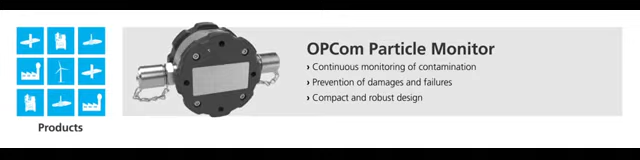 OPCom Particle Monitor
› Continuous monitoring of contamination
› Prevention of damages and failures
› Compact and robust design
Products